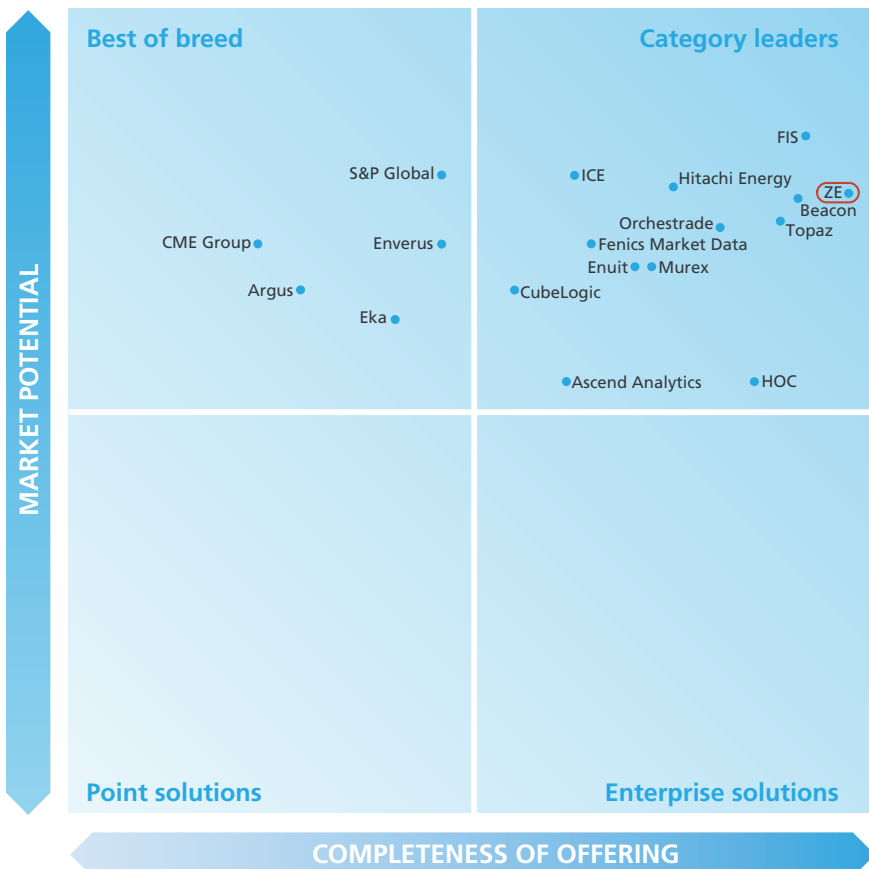 Best of breed
Category leaders
FIS
S&P Global
ICE
Hitachi Energy
ZE
Beacon
Orchestrade
Topaz
CME Group
Enverus
Fenics Market Data
Enuit
Murex
Argus
CubeLogic
Eka
Ascend Analytics
HOC
MARKET POTENTIAL
Point solutions
Enterprise solutions
COMPLETENESS OF OFFERING